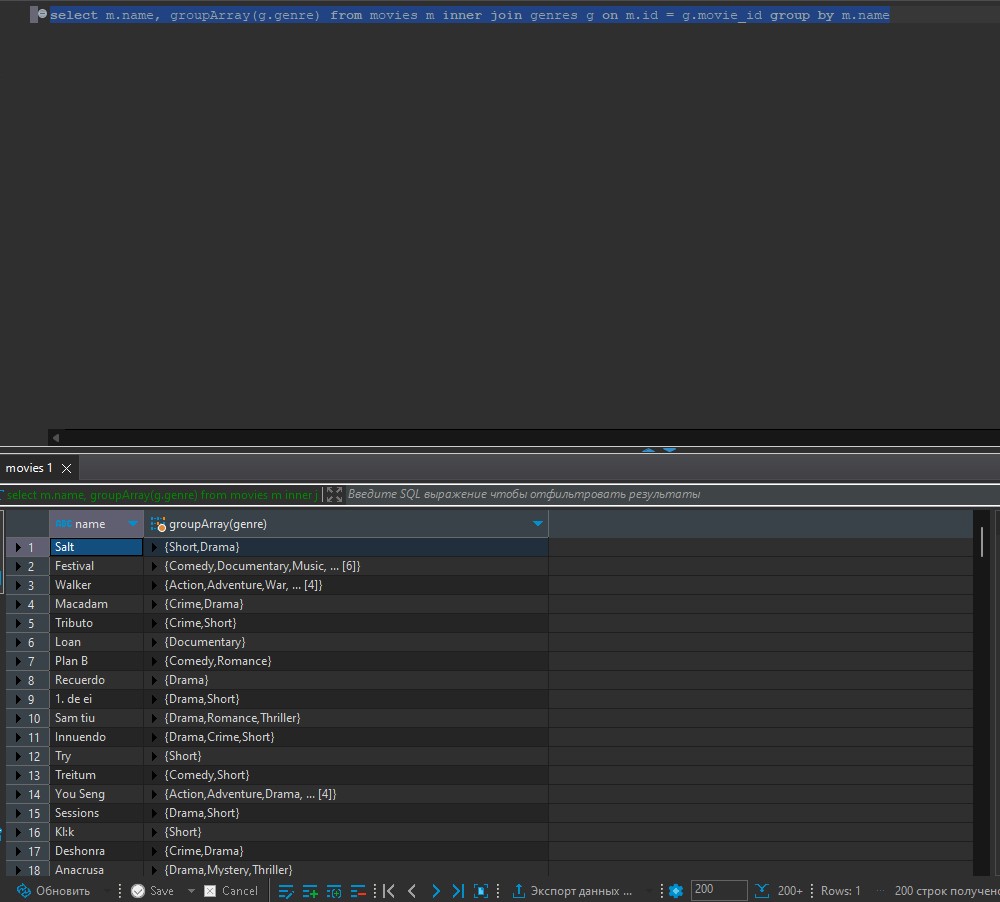 select m.name, groupArray(g.genre) from movies m inner join genres g on m.id = g.movie_id group by m.name
movies 1
select m.name, groupArray(g.genre) from movies m inner j
Введите SQL выражение чтобы отфильтровать результаты
name groupArray(genre)
1 Salt {Short,Drama}
2 Festival {Comedy,Documentary,Music, ... [6]}
3 Walker {Action,Adventure,War, ... [4]}
4 Macadam {Crime,Drama}
5 Tributo {Crime,Short}
6 Loan {Documentary}
7 Plan B {Comedy,Romance}
8 Recuerdo {Drama}
9 1. de ei {Drama,Short}
10 Sam tiu {Drama,Romance,Thriller}
11 Innuendo {Drama,Crime,Short}
12 Try {Short}
13 Treitum {Comedy,Short}
14 You Seng {Action,Adventure,Drama, ... [4]}
15 Sessions {Drama,Short}
16 Kl:k {Short}
17 Deshonra {Crime,Drama}
18 Anacrusa {Drama,Mystery,Thriller}
Обновить Save Cancel Экспорт данных ... 200 200+ Rows: 1 200 строк получено